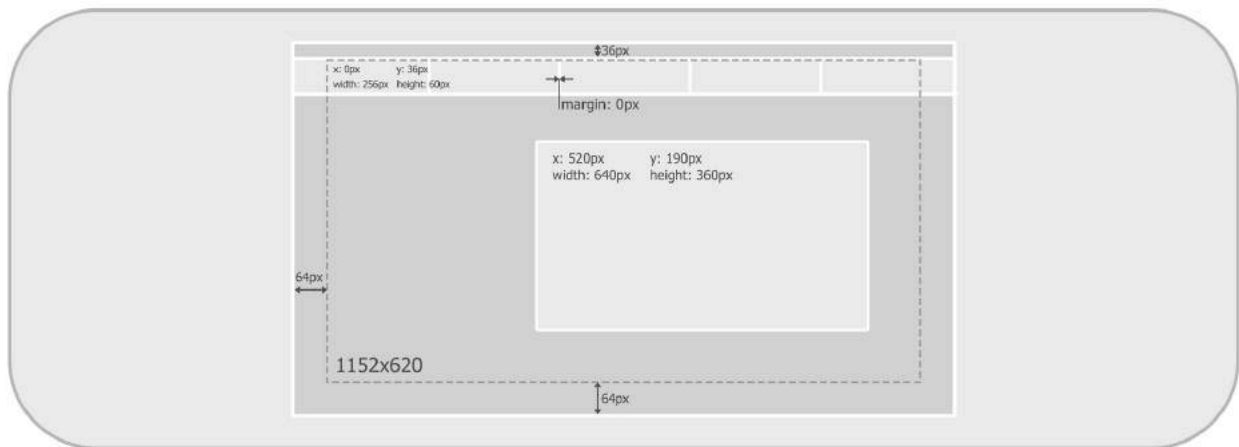 36px
x: 0px y: 36px
width: 256px height: 60px
margin: 0px
x: 520px y: 190px
width: 640px height: 360px
64px
1152x620
64px